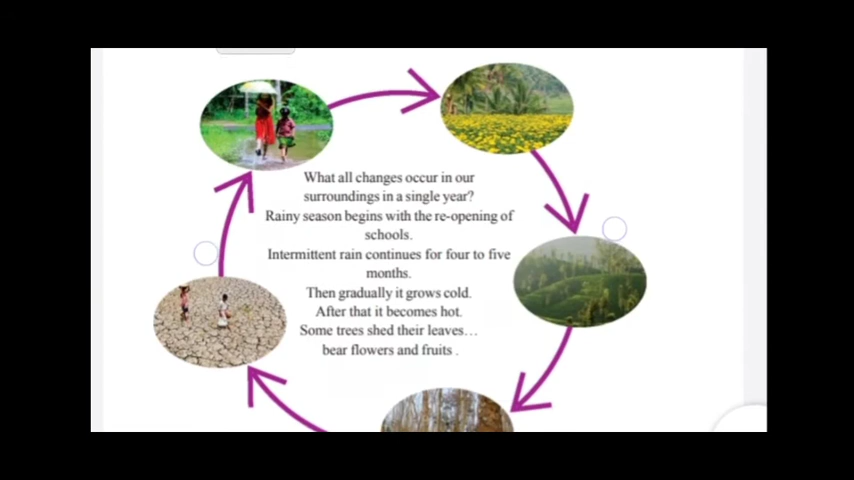 What all changes occur in our
surroundings in a single year?
Rainy season begins with the re-opening of
schools.
Intermittent rain continues for four to five
months.
Then gradually it grows cold.
After that it becomes hot.
Some trees shed their leaves...
bear flowers and fruits .